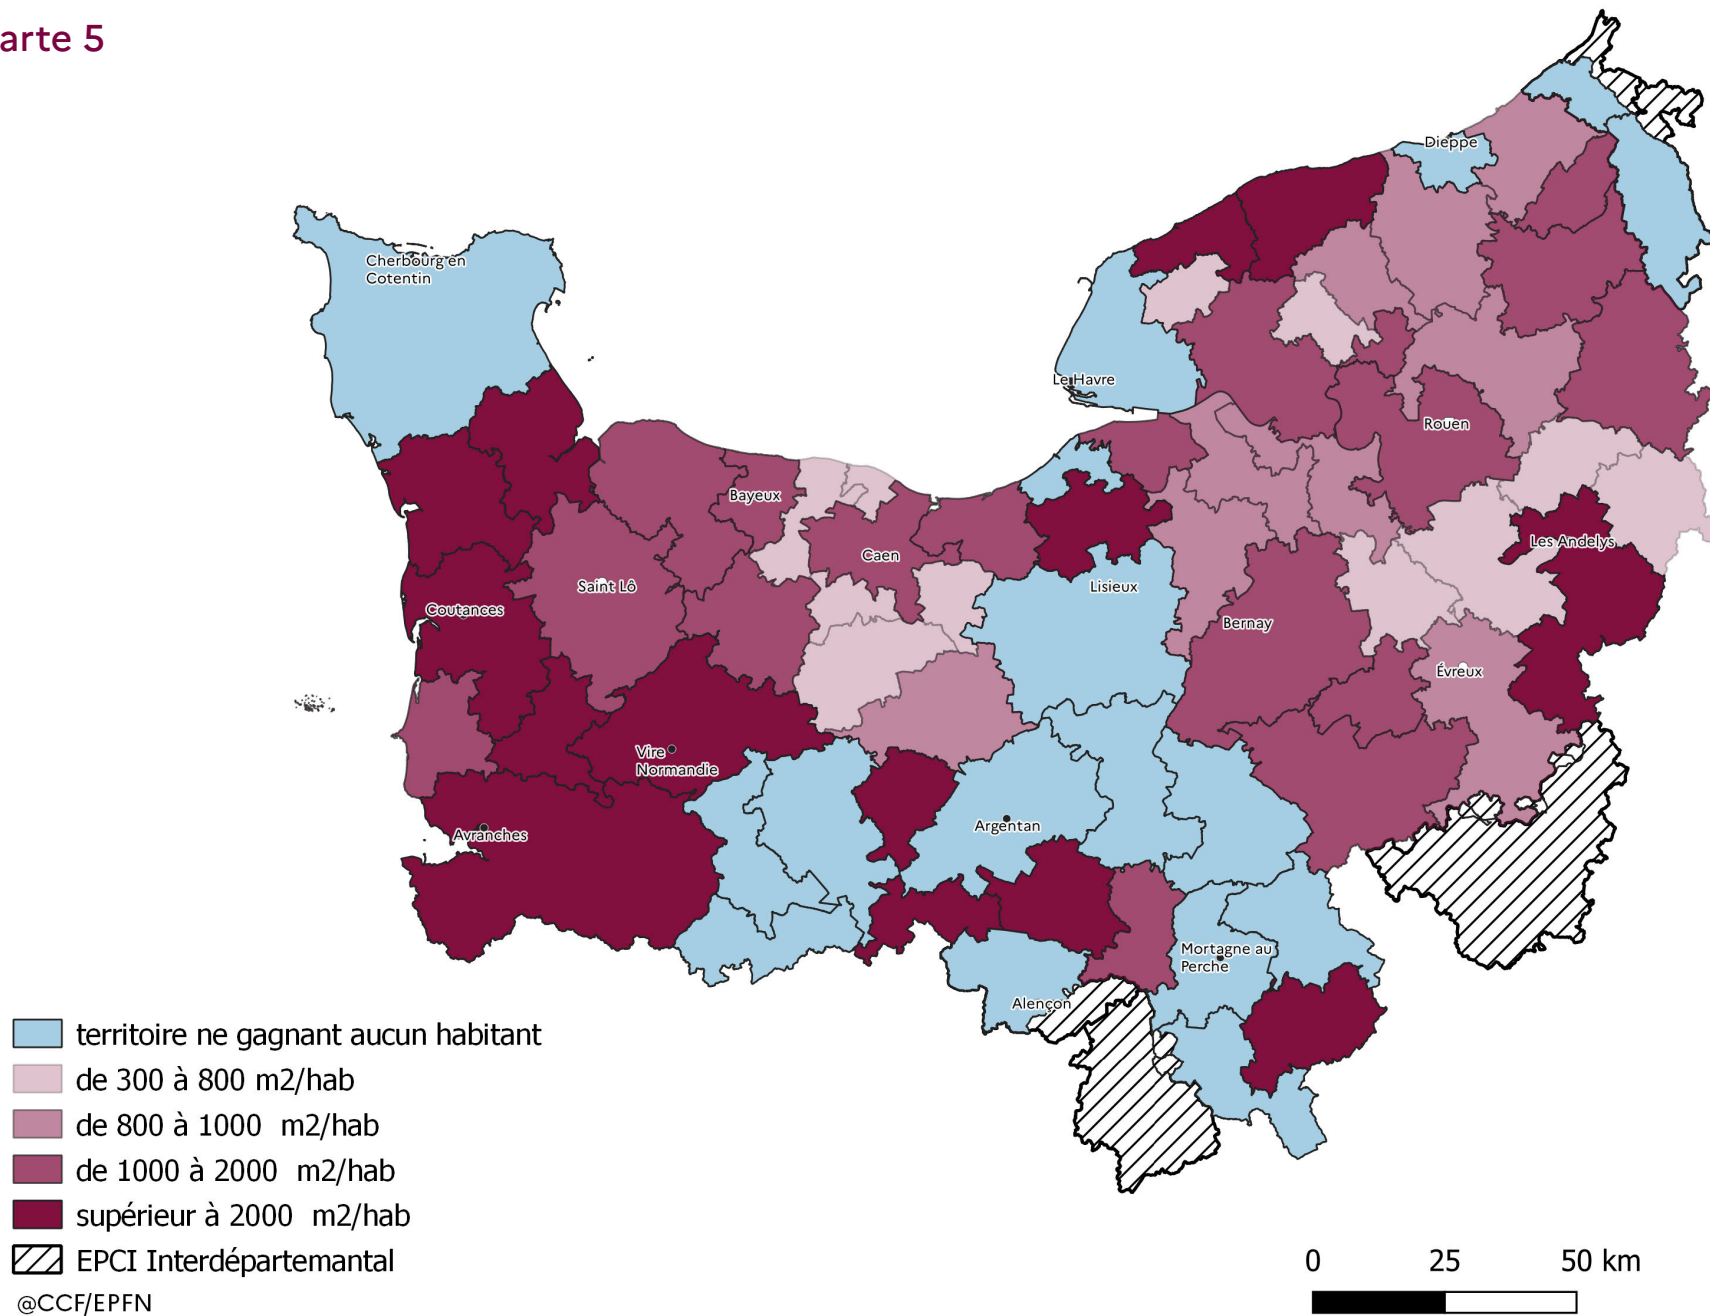 arte 5
Dieppe
Cherbourg en
Cotentin
Le Havre
Rouen
Bayeux
Les Andelys
Caen
Saint Lô
Lisieux
Coutances
Bernay
Évreux
Vire
Normandie
Argentan
Avranches
Mortagne au
Perche
Alençon
territoire ne gagnant aucun habitant
de 300 à 800 m2/hab
de 800 à 1000 m2/hab
de 1000 à 2000 m2/hab
supérieur à 2000 m2/hab
EPCI Interdépartemantal
@CCF/EPFN
0 25 50 km